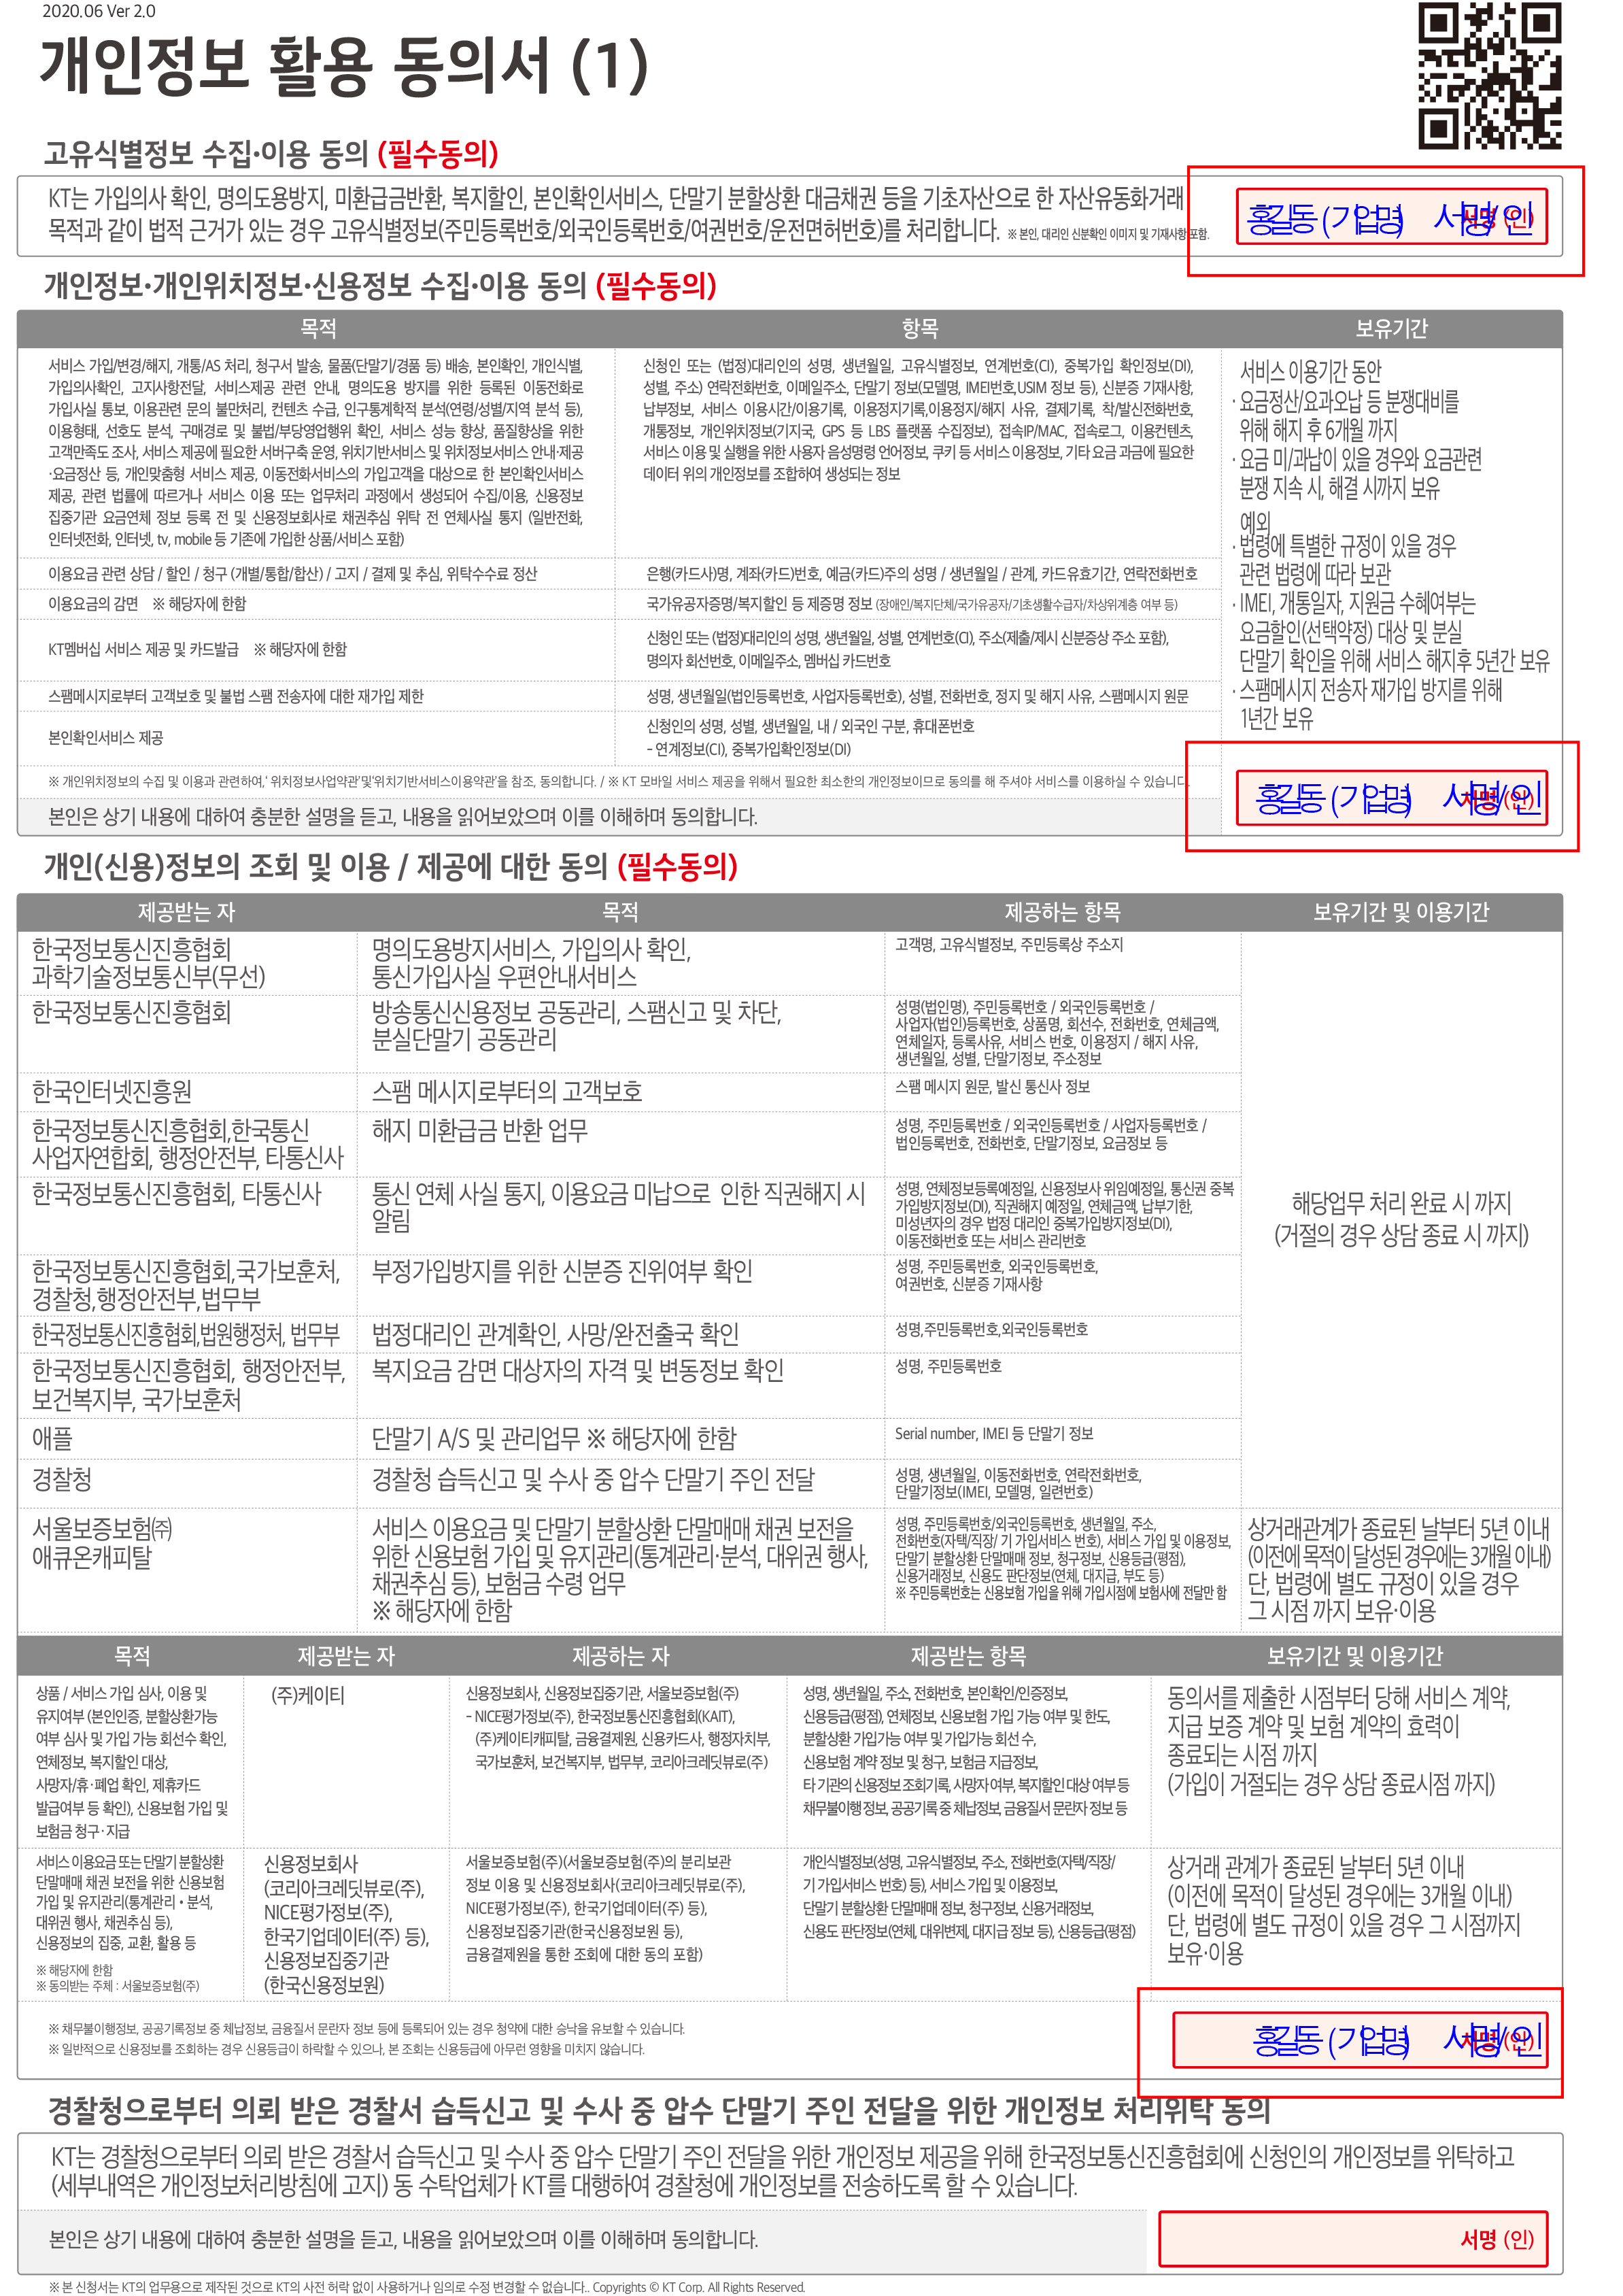 2020.06 Ver 2.0
개인정보 활용 동의서 (1)
고유식별정보 수집·이용 동의 (필수동의)
KT는 가입의사 확인, 명의도용방지, 미환급금반환, 복지할인, 본인확인서비스, 단말기 분할상환 대금채권 등을 기초자산으로 한 자산유동화거래
목적과 같이 법적 근거가 있는 경우 고유식별정보(주민등록번호/외국인등록번호/여권번호/운전면허번호)를 처리합니다. ※ 본인, 대리인 신분확인 이미지 및 기재사항 포함.
홍길동 (기업명) 서명/인
서명 (인)
개인정보·개인위치정보·신용정보 수집·이용 동의 (필수동의)
목적 항목 보유기간
서비스 가입/변경/해지, 개통/AS 처리, 청구서 발송, 물품(단말기/경품 등) 배송, 본인확인, 개인식별,
가입의사확인, 고지사항전달, 서비스제공 관련 안내, 명의도용 방지를 위한 등록된 이동전화로
가입사실 통보, 이용관련 문의 불만처리, 컨텐츠 수급, 인구통계학적 분석(연령/성별/지역 분석 등),
이용형태, 선호도 분석, 구매경로 및 불법/부당영업행위 확인, 서비스 성능 향상, 품질향상을 위한
고객만족도 조사, 서비스 제공에 필요한 서버구축 운영, 위치기반서비스 및 위치정보서비스 안내·제공
·요금정산 등, 개인맞춤형 서비스 제공, 이동전화서비스의 가입고객을 대상으로 한 본인확인서비스
제공, 관련 법률에 따르거나 서비스 이용 또는 업무처리 과정에서 생성되어 수집/이용, 신용정보
집중기관 요금연체 정보 등록 전 및 신용정보회사로 채권추심 위탁 전 연체사실 통지 (일반전화,
인터넷전화, 인터넷, tv, mobile 등 기존에 가입한 상품/서비스 포함)
신청인 또는 (법정)대리인의 성명, 생년월일, 고유식별정보, 연계번호(CI), 중복가입 확인정보(DI),
성별, 주소) 연락전화번호, 이메일주소, 단말기 정보(모델명, IMEI번호,USIM 정보 등), 신분증 기재사항,
납부정보, 서비스 이용시간/이용기록, 이용정지기록,이용정지/해지 사유, 결제기록, 착/발신전화번호,
개통정보, 개인위치정보(기지국, GPS 등 LBS 플랫폼 수집정보), 접속IP/MAC, 접속로그, 이용컨텐츠,
서비스 이용 및 실행을 위한 사용자 음성명령 언어정보, 쿠키 등 서비스 이용정보, 기타 요금 과금에 필요한
데이터 위의 개인정보를 조합하여 생성되는 정보
이용요금 관련 상담 / 할인 / 청구 (개별/통합/합산) / 고지 / 결제 및 추심, 위탁수수료 정산
은행(카드사)명, 계좌(카드)번호, 예금(카드)주의 성명 / 생년월일 / 관계, 카드유효기간, 연락전화번호
이용요금의 감면 ※ 해당자에 한함
국가유공자증명/복지할인 등 제증명 정보 (장애인/복지단체/국가유공자/기초생활수급자/차상위계층 여부 등)
KT멤버십 서비스 제공 및 카드발급 ※ 해당자에 한함
신청인 또는 (법정)대리인의 성명, 생년월일, 성별, 연계번호(CI), 주소(제출/제시 신분증상 주소 포함),
명의자 회선번호, 이메일주소, 멤버십 카드번호
스팸메시지로부터 고객보호 및 불법 스팸 전송자에 대한 재가입 제한
성명, 생년월일(법인등록번호, 사업자등록번호), 성별, 전화번호, 정지 및 해지 사유, 스팸메시지 원문
본인확인서비스 제공
신청인의 성명, 성별, 생년월일, 내 / 외국인 구분, 휴대폰번호
- 연계정보(CI), 중복가입확인정보(DI)
서비스 이용기간 동안
· 요금정산/요과오납 등 분쟁대비를
위해 해지 후 6개월 까지
· 요금 미/과납이 있을 경우와 요금관련
분쟁 지속 시, 해결 시까지 보유
예외
· 법령에 특별한 규정이 있을 경우
관련 법령에 따라 보관
· IMEI, 개통일자, 지원금 수혜여부는
요금할인(선택약정) 대상 및 분실
단말기 확인을 위해 서비스 해지후 5년간 보유
· 스팸메시지 전송자 재가입 방지를 위해
1년간 보유
※ 개인위치정보의 수집 및 이용과 관련하여,‘ 위치정보사업약관’및‘위치기반서비스이용약관’을 참조, 동의합니다. / ※ KT 모바일 서비스 제공을 위해서 필요한 최소한의 개인정보이므로 동의를 해 주셔야 서비스를 이용하실 수 있습니다.
본인은 상기 내용에 대하여 충분한 설명을 듣고, 내용을 읽어보았으며 이를 이해하며 동의합니다.
홍길동 (기업명) 서명/인
서명 (인)
개인(신용)정보의 조회 및 이용 / 제공에 대한 동의 (필수동의)
제공받는 자 목적 제공하는 항목 보유기간 및 이용기간
한국정보통신진흥협회
과학기술정보통신부(무선)
명의도용방지서비스, 가입의사 확인,
통신가입사실 우편안내서비스
고객명, 고유식별정보, 주민등록상 주소지
한국정보통신진흥협회
방송통신신용정보 공동관리, 스팸신고 및 차단,
분실단말기 공동관리
성명(법인명), 주민등록번호 / 외국인등록번호 /
사업자(법인)등록번호, 상품명, 회선수, 전화번호, 연체금액,
연체일자, 등록사유, 서비스 번호, 이용정지 / 해지 사유,
생년월일, 성별, 단말기정보, 주소정보
한국인터넷진흥원
스팸 메시지로부터의 고객보호
스팸 메시지 원문, 발신 통신사 정보
한국정보통신진흥협회,한국통신
사업자연합회, 행정안전부, 타통신사
해지 미환급금 반환 업무
성명, 주민등록번호 / 외국인등록번호 / 사업자등록번호 /
법인등록번호, 전화번호, 단말기정보, 요금정보 등
한국정보통신진흥협회, 타통신사
통신 연체 사실 통지, 이용요금 미납으로 인한 직권해지 시
알림
성명, 연체정보등록예정일, 신용정보사 위임예정일, 통신권 중복
가입방지정보(DI), 직권해지 예정일, 연체금액, 납부기한,
미성년자의 경우 법정 대리인 중복가입방지정보(DI),
이동전화번호 또는 서비스 관리번호
한국정보통신진흥협회,국가보훈처,
경찰청,행정안전부,법무부
부정가입방지를 위한 신분증 진위여부 확인
성명, 주민등록번호, 외국인등록번호,
여권번호, 신분증 기재사항
한국정보통신진흥협회,법원행정처, 법무부
법정대리인 관계확인, 사망/완전출국 확인
성명,주민등록번호,외국인등록번호
한국정보통신진흥협회, 행정안전부,
보건복지부, 국가보훈처
복지요금 감면 대상자의 자격 및 변동정보 확인
성명, 주민등록번호
애플
단말기 A/S 및 관리업무 ※ 해당자에 한함
Serial number, IMEI 등 단말기 정보
경찰청
경찰청 습득신고 및 수사 중 압수 단말기 주인 전달
성명, 생년월일, 이동전화번호, 연락전화번호,
단말기정보(IMEI, 모델명, 일련번호)
해당업무 처리 완료 시 까지
(거절의 경우 상담 종료 시 까지)
서울보증보험㈜
애큐온캐피탈
서비스 이용요금 및 단말기 분할상환 단말매매 채권 보전을
위한 신용보험 가입 및 유지관리(통계관리·분석, 대위권 행사,
채권추심 등), 보험금 수령 업무
※ 해당자에 한함
성명, 주민등록번호/외국인등록번호, 생년월일, 주소,
전화번호(자택/직장/ 기 가입서비스 번호), 서비스 가입 및 이용정보,
단말기 분할상환 단말매매 정보, 청구정보, 신용등급(평점),
신용거래정보, 신용도 판단정보(연체, 대지급, 부도 등)
※ 주민등록번호는 신용보험 가입을 위해 가입시점에 보험사에 전달만 함
상거래관계가 종료된 날부터 5년 이내
(이전에 목적이 달성된 경우에는 3개월 이내)
단, 법령에 별도 규정이 있을 경우
그 시점 까지 보유·이용
목적 제공받는 자 제공하는 자 제공받는 항목 보유기간 및 이용기간
상품 / 서비스 가입 심사, 이용 및
유지여부 (본인인증, 분할상환가능
여부 심사 및 가입 가능 회선수 확인,
연체정보, 복지할인 대상,
사망자/휴·폐업 확인, 제휴카드
발급여부 등 확인), 신용보험 가입 및
보험금 청구·지급
(주)케이티
신용정보회사, 신용정보집중기관, 서울보증보험(주)
- NICE평가정보(주), 한국정보통신진흥협회(KAIT),
(주)케이티캐피탈, 금융결제원, 신용카드사, 행정자치부,
국가보훈처, 보건복지부, 법무부, 코리아크레딧뷰로(주)
성명, 생년월일, 주소, 전화번호, 본인확인/인증정보,
신용등급(평점), 연체정보, 신용보험 가입 가능 여부 및 한도,
분할상환 가입가능 여부 및 가입가능 회선 수,
신용보험 계약 정보 및 청구, 보험금 지급정보,
타 기관의 신용정보 조회기록, 사망자 여부, 복지할인 대상 여부 등
채무불이행 정보, 공공기록 중 체납정보, 금융질서 문란자 정보 등
동의서를 제출한 시점부터 당해 서비스 계약,
지급 보증 계약 및 보험 계약의 효력이
종료되는 시점 까지
(가입이 거절되는 경우 상담 종료시점 까지)
서비스 이용요금 또는 단말기 분할상환
단말매매 채권 보전을 위한 신용보험
가입 및 유지관리(통계관리·분석,
대위권 행사, 채권추심 등),
신용정보의 집중, 교환, 활용 등
※ 해당자에 한함
※ 동의받는 주체 : 서울보증보험(주)
신용정보회사
(코리아크레딧뷰로(주),
NICE평가정보(주),
한국기업데이터(주) 등),
신용정보집중기관
(한국신용정보원)
서울보증보험(주)(서울보증보험(주)의 분리보관
정보 이용 및 신용정보회사(코리아크레딧뷰로(주),
NICE평가정보(주), 한국기업데이터(주) 등),
신용정보집중기관(한국신용정보원 등),
금융결제원을 통한 조회에 대한 동의 포함)
개인식별정보(성명, 고유식별정보, 주소, 전화번호(자택/직장/
기 가입서비스 번호) 등), 서비스 가입 및 이용정보,
단말기 분할상환 단말매매 정보, 청구정보, 신용거래정보,
신용도 판단정보(연체, 대위변제, 대지급 정보 등), 신용등급(평점)
상거래 관계가 종료된 날부터 5년 이내
(이전에 목적이 달성된 경우에는 3개월 이내)
단, 법령에 별도 규정이 있을 경우 그 시점까지
보유·이용
※ 채무불이행정보, 공공기록정보 중 체납정보, 금융질서 문란자 정보 등에 등록되어 있는 경우 청약에 대한 승낙을 유보할 수 있습니다.
※ 일반적으로 신용정보를 조회하는 경우 신용등급이 하락할 수 있으나, 본 조회는 신용등급에 아무런 영향을 미치지 않습니다.
홍길동 (기업명) 서명/인
서명 (인)
경찰청으로부터 의뢰 받은 경찰서 습득신고 및 수사 중 압수 단말기 주인 전달을 위한 개인정보 처리위탁 동의
KT는 경찰청으로부터 의뢰 받은 경찰서 습득신고 및 수사 중 압수 단말기 주인 전달을 위한 개인정보 제공을 위해 한국정보통신진흥협회에 신청인의 개인정보를 위탁하고
(세부내역은 개인정보처리방침에 고지) 동 수탁업체가 KT를 대행하여 경찰청에 개인정보를 전송하도록 할 수 있습니다.
본인은 상기 내용에 대하여 충분한 설명을 듣고, 내용을 읽어보았으며 이를 이해하며 동의합니다.
서명 (인)
※ 본 신청서는 KT의 업무용으로 제작된 것으로 KT의 사전 허락 없이 사용하거나 임의로 수정 변경할 수 없습니다.. Copyrights © KT Corp. All Rights Reserved.